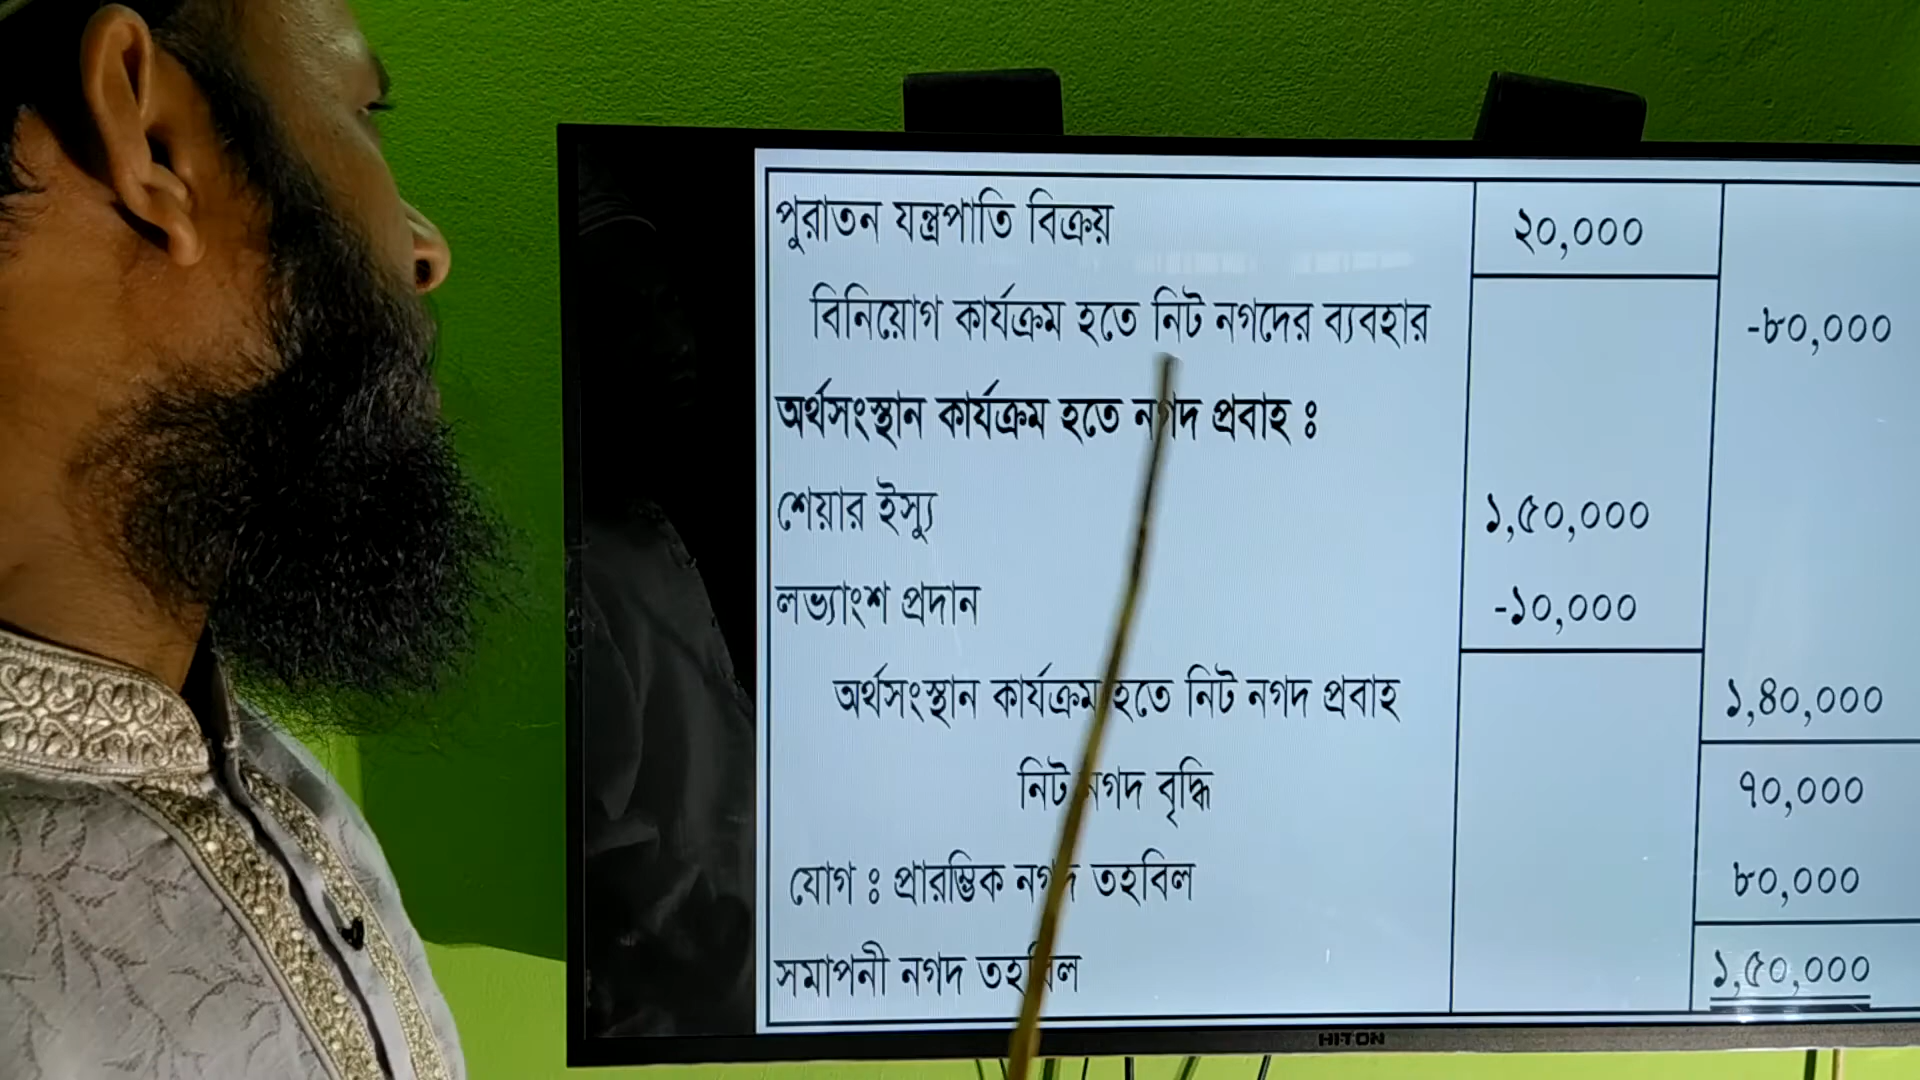 পুরাতন যন্ত্রপাতি বিক্রয় ২০,০০০
বিনিয়োগ কার্যক্রম হতে নিট নগদের ব্যবহার -৮০,০০০
অর্থসংস্থান কার্যক্রম হতে নগদ প্রবাহ ঃ
শেয়ার ইস্যু ১,৫০,০০০
লভ্যাংশ প্রদান -১০,০০০
অর্থসংস্থান কার্যক্রম হতে নিট নগদ প্রবাহ ১,৪০,০০০
নিট নগদ বৃদ্ধি ৭০,০০০
যোগ ঃ প্রারম্ভিক নগদ তহবিল ৮০,০০০
সমাপনী নগদ তহবিল ১,৫০,০০০
HITON